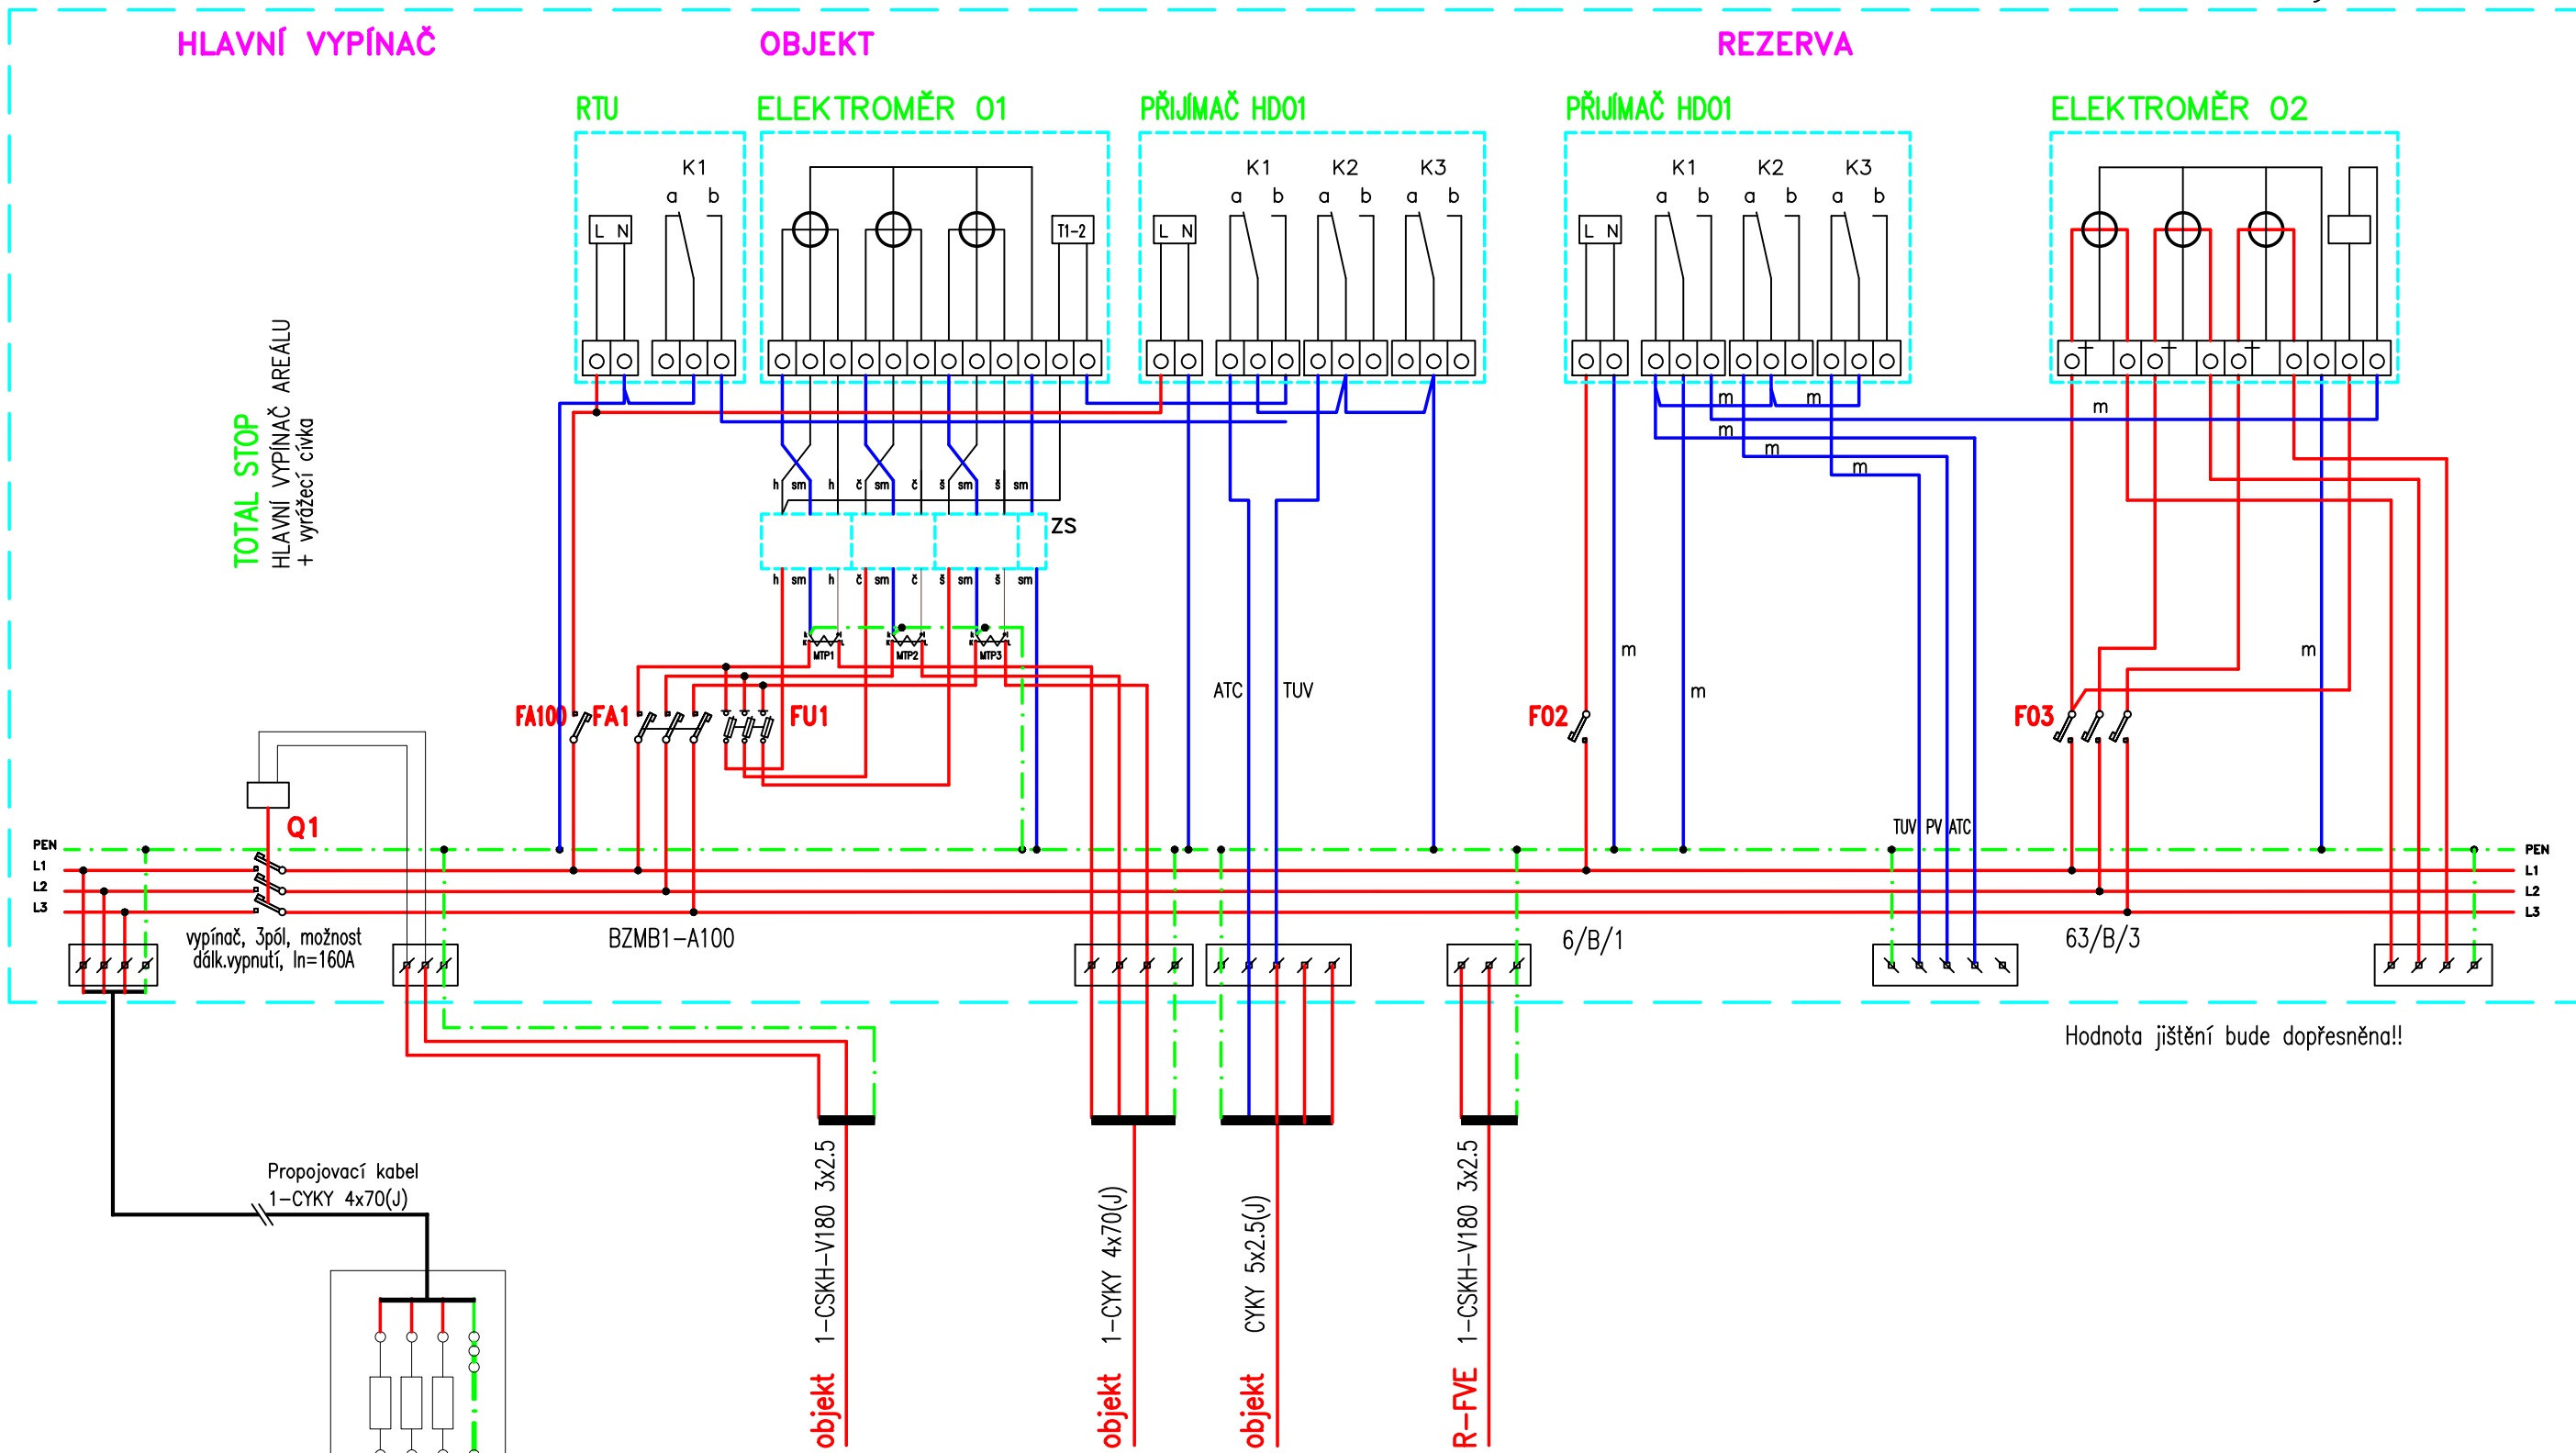 HLAVNÍ VYPÍNAČ
OBJEKT
REZERVA
RTU
ELEKTROMĚR 01
PŘIJÍMAČ HDO1
PŘIJÍMAČ HDO1
ELEKTROMĚR 02
K1
a b
L N
T1-2
K1 K2 K3
a b a b a b
L N
K1 K2 K3
a b a b a b
L N
TOTAL STOP
HLAVNÍ VYPÍNAČ AREÁLU
+ vyrážecí cívka
m m m
m
m
m
h sm h č sm č š sm š sm
ZS
h sm h č sm č š sm š sm
MTP1 MTP2 MTP3
m m
ATC TUV m
FA100 FA1 FU1
F02 F03
Q1
TUV PV ATC
PEN PEN
L1 L1
L2 L2
L3 L3
vypínač, 3pól, možnost
dálk.vypnutí, In=160A
BZMB1-A100
6/B/1
63/B/3
Hodnota jištění bude dopřesněna!!
Propojovací kabel
1-CYKY 4x70(J)
objekt 1-CSKH-V180 3x2.5
objekt 1-CYKY 4x70(J)
objekt CYKY 5x2.5(J)
R-FVE 1-CSKH-V180 3x2.5